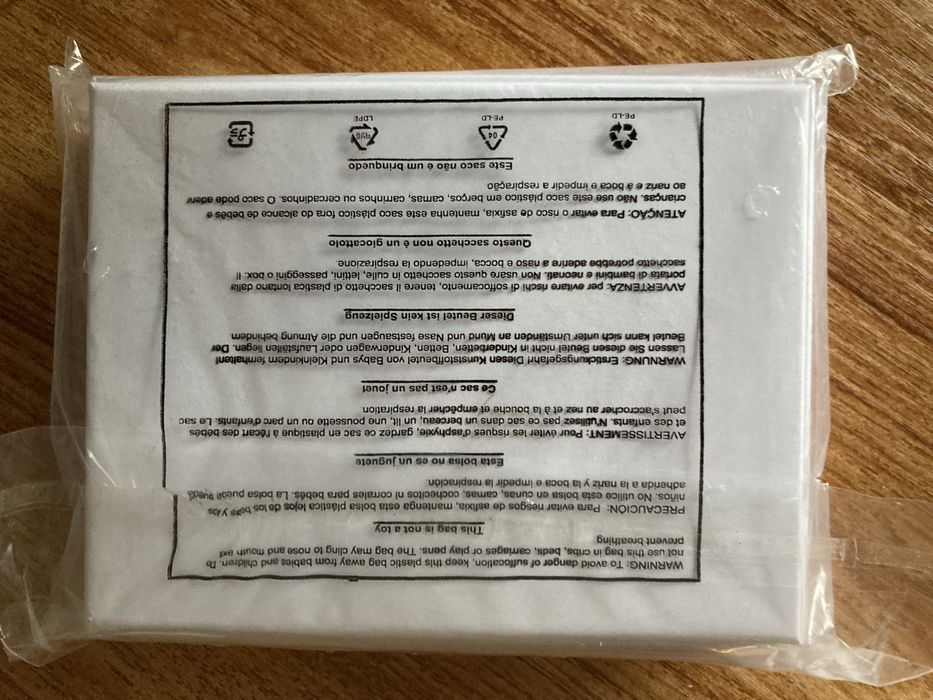 WARNING: To avoid danger of suffocation, keep this plastic bag away from babies and children. Do
not use this bag in cribs, beds, carriages or play pens. The bag may cling to nose and mouth and
prevent breathing
This bag is not a toy
PRECAUCION: Para evitar riesgos de asfixia, mantenga esta bolsa plástica lejos de los bebs y los
niños. No utilice esta bolsa en cunas, camas, cochecitos ni corrales para bebés. La bolsa puede
adherida a la nariz y la boca e impedir la respiración.
Esta bolsa no es un juguete
AVERTISSEMENT: Pour éviter les risques d'asphyxie, gardez ce sac en plastique à l'écart des bébés
et des enfants. N'utilisez pas ce sac dans un berceau, un lit, une poussette ou un parc d'enfants. Le sac
peut s'accrocher au nez et à la bouche et empêcher la respiration
Ce sac n'est pas un jouet
WARNUNG: Erstickungsgefahr! Diesen Kunststoffbeutel von Babys und Kleinkindern fernhalten!
Lassen Sie diesen Beutel nicht in Kinderbetten, Betten, Kinderwagen oder Laufställen liegen. Der
Beutel kann sich unter Umständen an Mund und Nase festsaugen und die Atmung behindern
Dieser Beutel ist kein Spielzeug
AVVERTENZA: per evitare rischi di soffocamento, tenere il sacchetto di plastica lontano dalla
portata di bambini e neonati. Non usare questo sacchetto in culle, lettini, passeggini o box. Il
sacchetto potrebbe aderire a naso e bocca, impedendo la respirazione.
Questo sacchetto non è un giocattolo
ATENÇÃO: Para evitar o risco de asfixia, mantenha este saco plástico fora do alcance de bebês e
crianças. Não use este saco plástico em berços, camas, carrinhos ou cercadinhos. O saco pode aderir
ao nariz e à boca e impedir a respiração
Este saco não é um brinquedo
04 プラ
PE-LD PE-LD LDPE